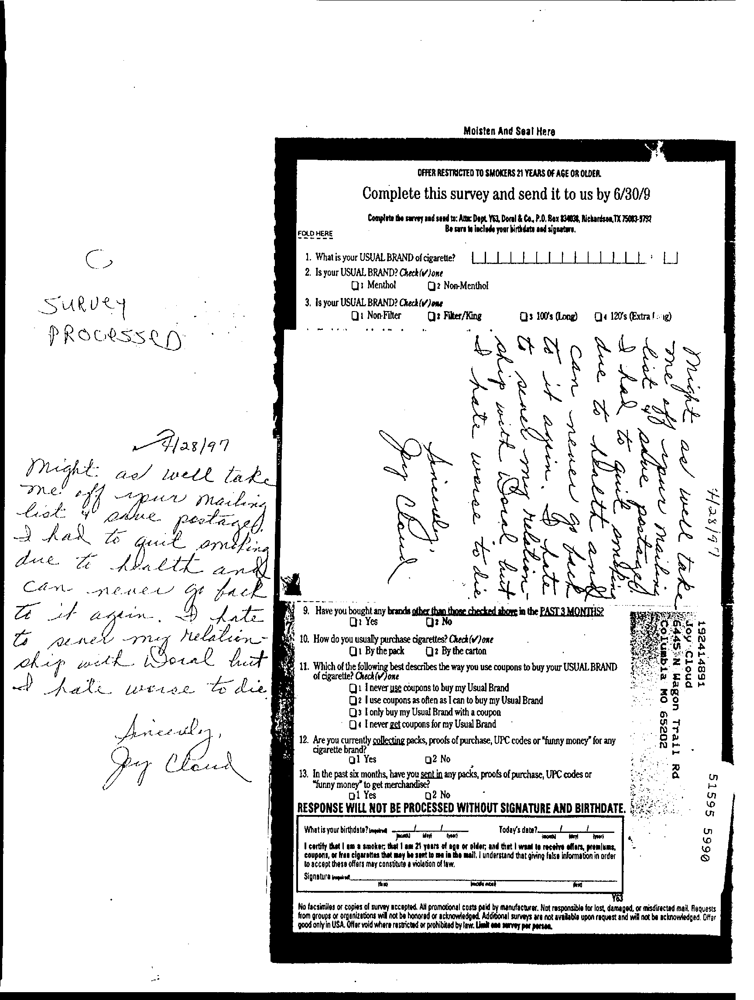 Moisten And Seal Here
OFFER RESTRICTED TO SMOKERS 21 YEARS OF AGE OR OLDER.
Complete this survey and send it to us by 6/30/9
Complete the survey and send to: Attn: Dept. Y63, Doral & Co., P.O. Box 834038, Richardson, TX 75083-9797
Be sure to include your birthdate and signature.
FOLD HERE
1. What is your USUAL BRAND of cigarette?
2. Is your USUAL BRAND? Check (✔) one
1 Menthol 2 Non-Menthol
3. Is your USUAL BRAND? Check (✔) one
1 Non-Filter 2 Filter/King 3 100's (Long) 4 120's (Extra
C
SURVEY
PROCESSED
4/28/97
Might as well take
me off your mailing
list & save postage.
I had to quit smoking
due to health and
can never go back
to it again. I hate
to sever my relation-
ship with Doral but
I hate worse to die
Sincerely,
Joy Cloud
4/28/97
Might as well take
me off your mailing
list & save postage.
I had to quit smoking
due to health and
can never go back
to it again. I hate
to sever my relation-
ship with Doral but
I hate worse to die
Sincerely,
Joy Cloud
9. Have you bought any brands other than those checked above in the PAST 3 MONTHS?
1 Yes 2 No
10. How do you usually purchase cigarettes? Check (✔) one
1 By the pack 2 By the carton
11. Which of the following best describes the way you use coupons to buy your USUAL BRAND
of cigarette? Check (✔) one
1 I never use coupons to buy my Usual Brand
2 I use coupons as often as I can to buy my Usual Brand
3 I only buy my Usual Brand with a coupon
4 I never get coupons for my Usual Brand
12. Are you currently collecting packs, proofs of purchase, UPC codes or "funny money" for any
cigarette brand?
1 Yes 2 No
13. In the past six months, have you sent in any packs, proofs of purchase, UPC codes or
"funny money" to get merchandise?
1 Yes 2 No
RESPONSE WILL NOT BE PROCESSED WITHOUT SIGNATURE AND BIRTHDATE.
What is your birthdate? (required) / / Today's date? / /
(month) (day) (year) (month) (day) (year)
I certify that I am a smoker; that I am 21 years of age or older; and that I want to receive offers, premiums,
coupons, or free cigarettes that may be sent to me in the mail. I understand that giving false information in order
to accept these offers may constitute a violation of law.
Signature (required)
(first) (middle initial) (last)
Y63
No facsimiles or copies of survey accepted. All promotional costs paid by manufacturer. Not responsible for lost, damaged, or misdirected mail. Requests
from groups or organizations will not be honored or acknowledged. Additional surveys are not available upon request and will not be acknowledged. Offer
good only in USA. Offer void where restricted or prohibited by law. Limit one survey per person.
192414891
Joy Cloud
5445 N Wagon Trail Rd
Columbia MO 65202
51595 5990